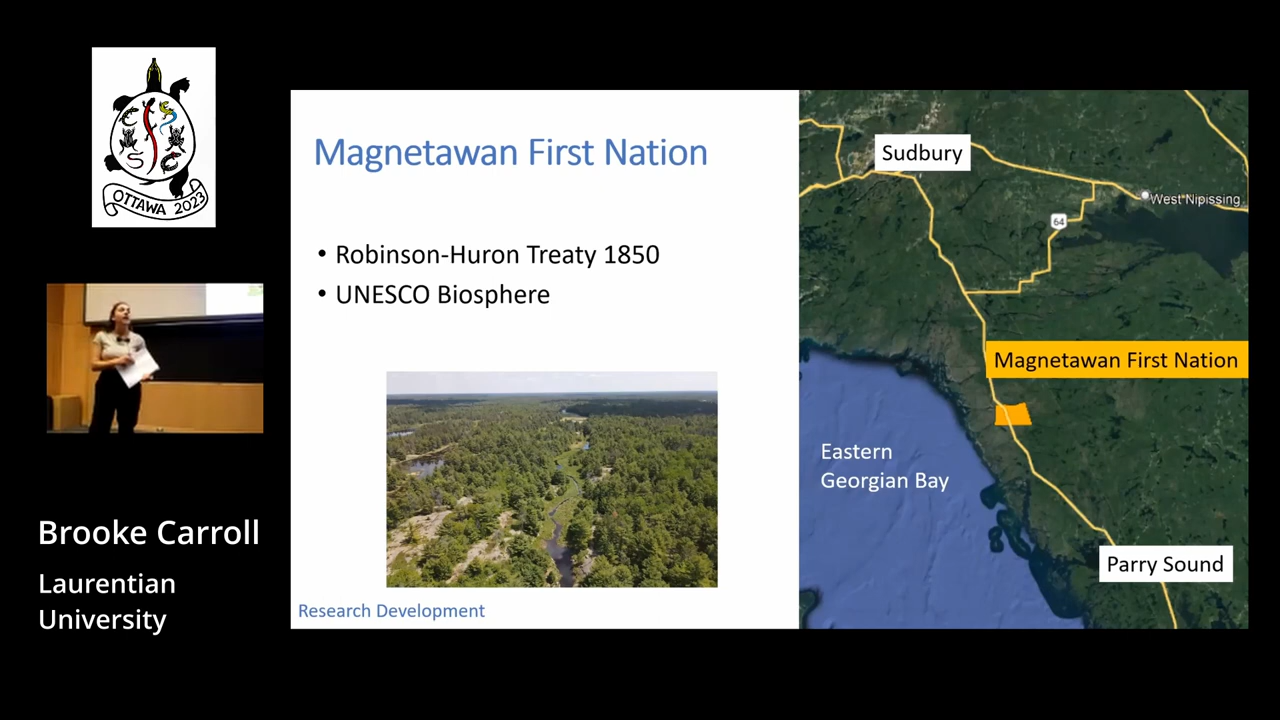 C
S
C
OTTAWA 2023
Brooke Carroll
Laurentian
University
Magnetawan First Nation
• Robinson-Huron Treaty 1850
• UNESCO Biosphere
Research Development
Sudbury
West Nipissing
64
Magnetawan First Nation
Eastern
Georgian Bay
Parry Sound